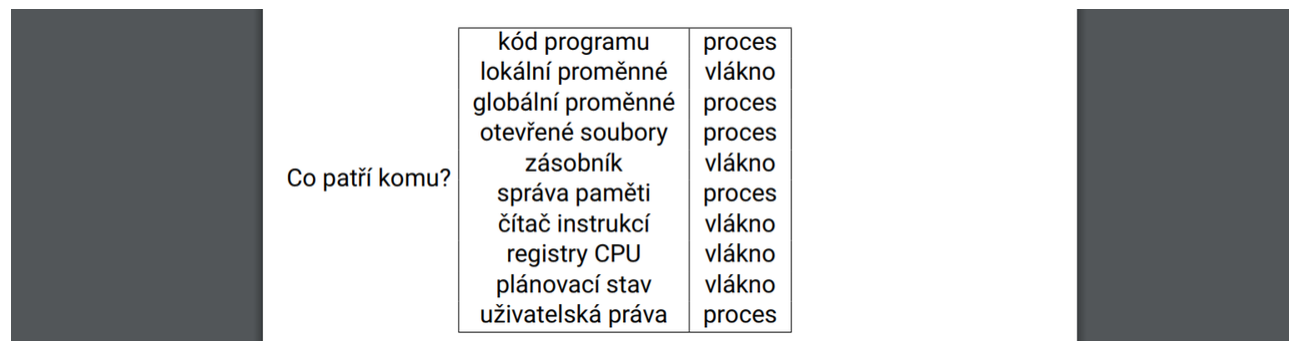 Co patří komu?
kód programu proces
lokální proměnné vlákno
globální proměnné proces
otevřené soubory proces
zásobník vlákno
správa paměti proces
čítač instrukcí vlákno
registry CPU vlákno
plánovací stav vlákno
uživatelská práva proces